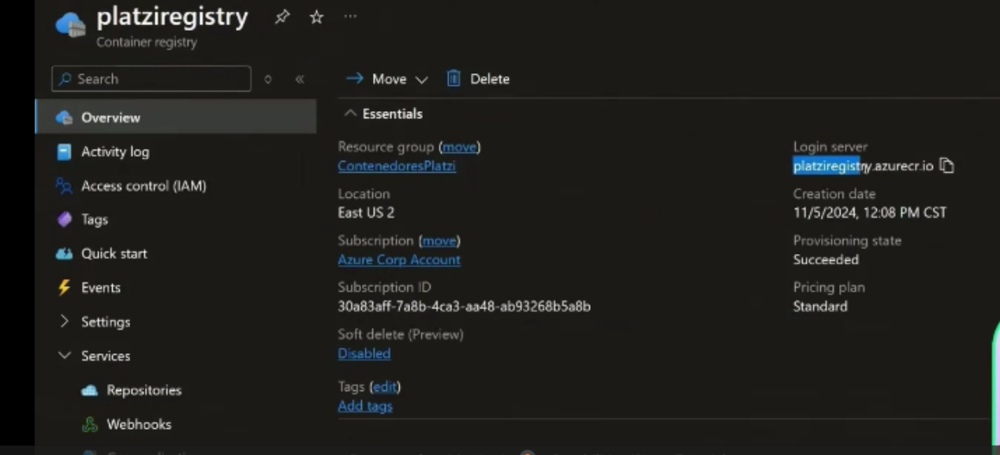 platziregistry
Container registry
Search
Move
Delete
Overview
Activity log
Access control (IAM)
Tags
Quick start
Events
Settings
Services
Repositories
Webhooks
Essentials
Resource group (move)
ContenedoresPlatzi
Location
East US 2
Subscription (move)
Azure Corp Account
Subscription ID
30a83aff-7a8b-4ca3-aa48-ab93268b5a8b
Soft delete (Preview)
Disabled
Tags (edit)
Add tags
Login server
platziregistry.azurecr.io
Creation date
11/5/2024, 12:08 PM CST
Provisioning state
Succeeded
Pricing plan
Standard